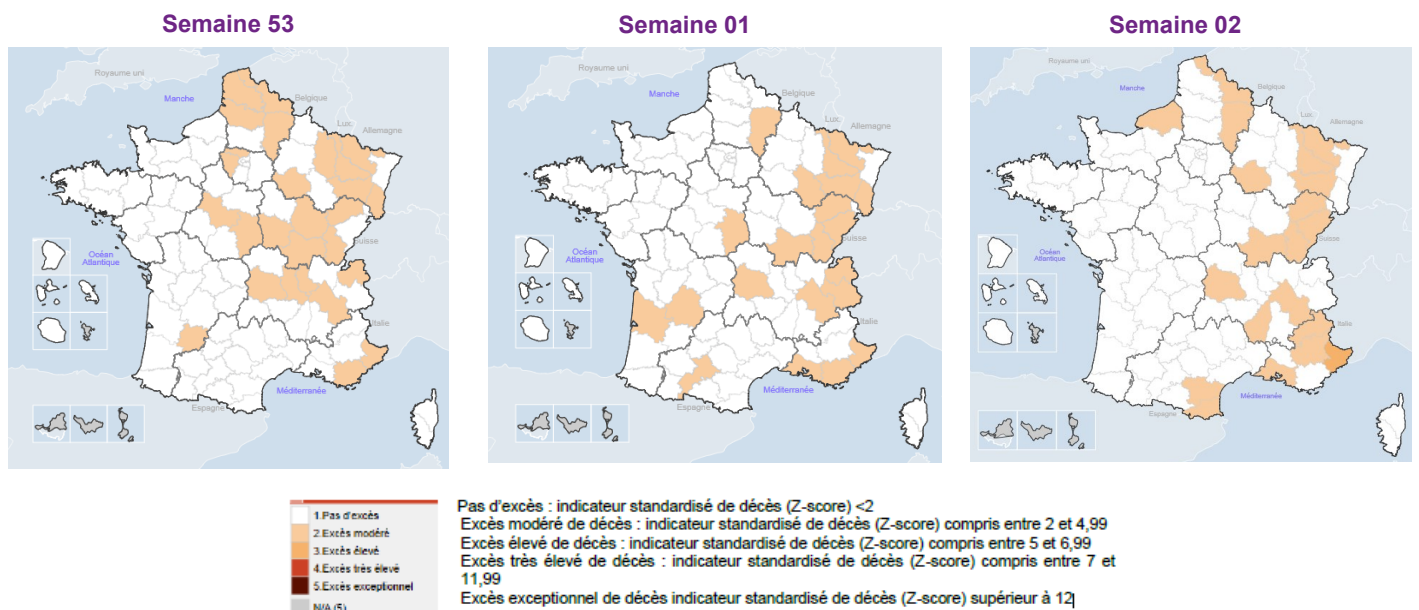 Semaine 53
Semaine 01
Semaine 02
Royaume uni
Manche
Belgique
Lux.
Allemagne
Suisse
Océan
Atlantique
Italie
Méditerranée
Espagne
Royaume uni
Manche
Belgique
Lux.
Allemagne
Suisse
Océan
Atlantique
Italie
Méditerranée
Espagne
Royaume uni
Manche
Belgique
Lux.
Allemagne
Suisse
Océan
Atlantique
Italie
Méditerranée
Espagne
1.Pas d'excès
2.Excès modéré
3.Excès élevé
4.Excès très élevé
5.Excès exceptionnel
N/A (5)
Pas d'excès : indicateur standardisé de décès (Z-score) <2
Excès modéré de décès : indicateur standardisé de décès (Z-score) compris entre 2 et 4,99
Excès élevé de décès : indicateur standardisé de décès (Z-score) compris entre 5 et 6,99
Excès très élevé de décès : indicateur standardisé de décès (Z-score) compris entre 7 et
11,99
Excès exceptionnel de décès indicateur standardisé de décès (Z-score) supérieur à 12